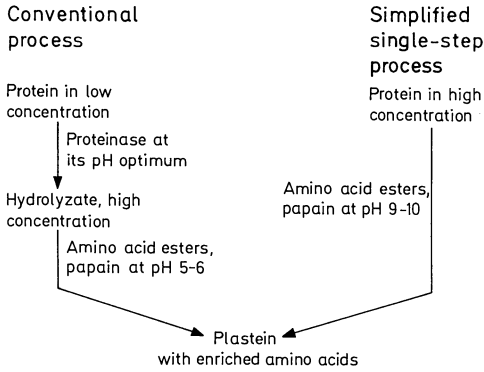 Conventional
process
Protein in low
concentration
Proteinase at
its pH optimum
Hydrolyzate, high
concentration
Amino acid esters,
papain at pH 5-6
Simplified
single-step
process
Protein in high
concentration
Amino acid esters,
papain at pH 9-10
Plastein
with enriched amino acids